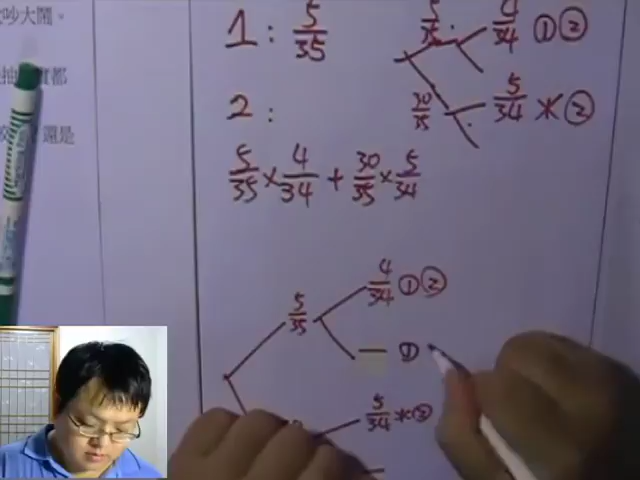 吵大鬧。
都
還是
1: 5/35
5/35 4/34 ①②
2:
30/35 5/34 * ②
5/35 × 4/34 + 30/35 × 5/34
4/34 ①②
5/35
— ①
5/34 * ②